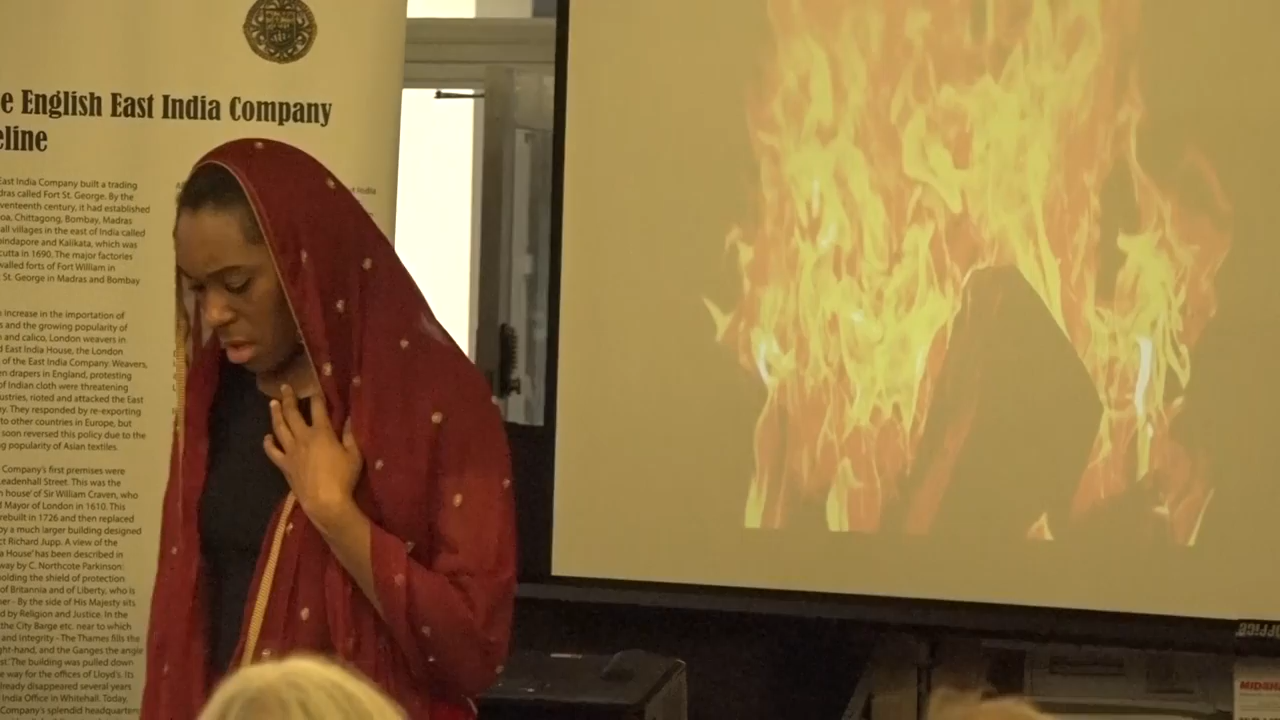 e English East India Company
eline
East India Company built a trading
dras called Fort St. George. By the
venteenth century, it had established
oa, Chittagong, Bombay, Madras
all villages in the east of India called
bindapore and Kalikata, which was
cutta in 1690. The major factories
walled forts of Fort William in
St. George in Madras and Bombay
e India
increase in the importation of
s and the growing popularity of
and calico, London weavers in
d East India House, the London
of the East India Company. Weavers,
en drapers in England, protesting
of Indian cloth were threatening
ustries, rioted and attacked the East
y. They responded by re-exporting
to other countries in Europe, but
soon reversed this policy due to the
g popularity of Asian textiles.
Company's first premises were
Leadenhall Street. This was the
n house' of Sir William Craven, who
d Mayor of London in 1610. This
rebuilt in 1726 and then replaced
by a much larger building designed
ct Richard Jupp. A view of the
a House' has been described in
way by C. Northcote Parkinson:
olding the shield of protection
of Britannia and of Liberty, who is
er - By the side of His Majesty sits
d by Religion and Justice. In the
the City Barge etc. near to which
and Integrity - The Thames fills the
ght-hand, and the Ganges the angle
st.' The building was pulled down
e way for the offices of Lloyd's. Its
lready disappeared several years
India Office in Whitehall. Today,
Company's splendid headquarters
OFFICE